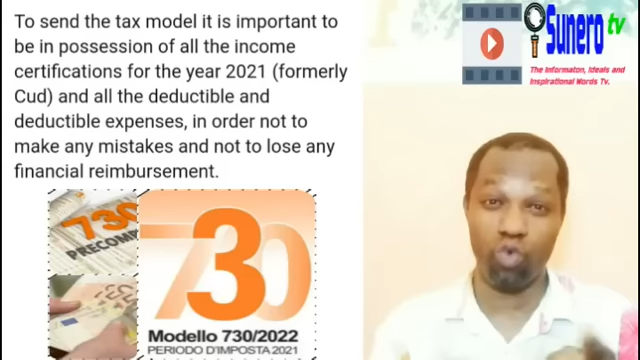 To send the tax model it is important to
be in possession of all the income
certifications for the year 2021 (formerly
Cud) and all the deductible and
deductible expenses, in order not to
make any mistakes and not to lose any
financial reimbursement.
730
PRECOMP
730
Modello 730/2022
PERIODO D'IMPOSTA 2021
Sunero tv
The Informaton, Ideals and
Inspirational Words Tv.